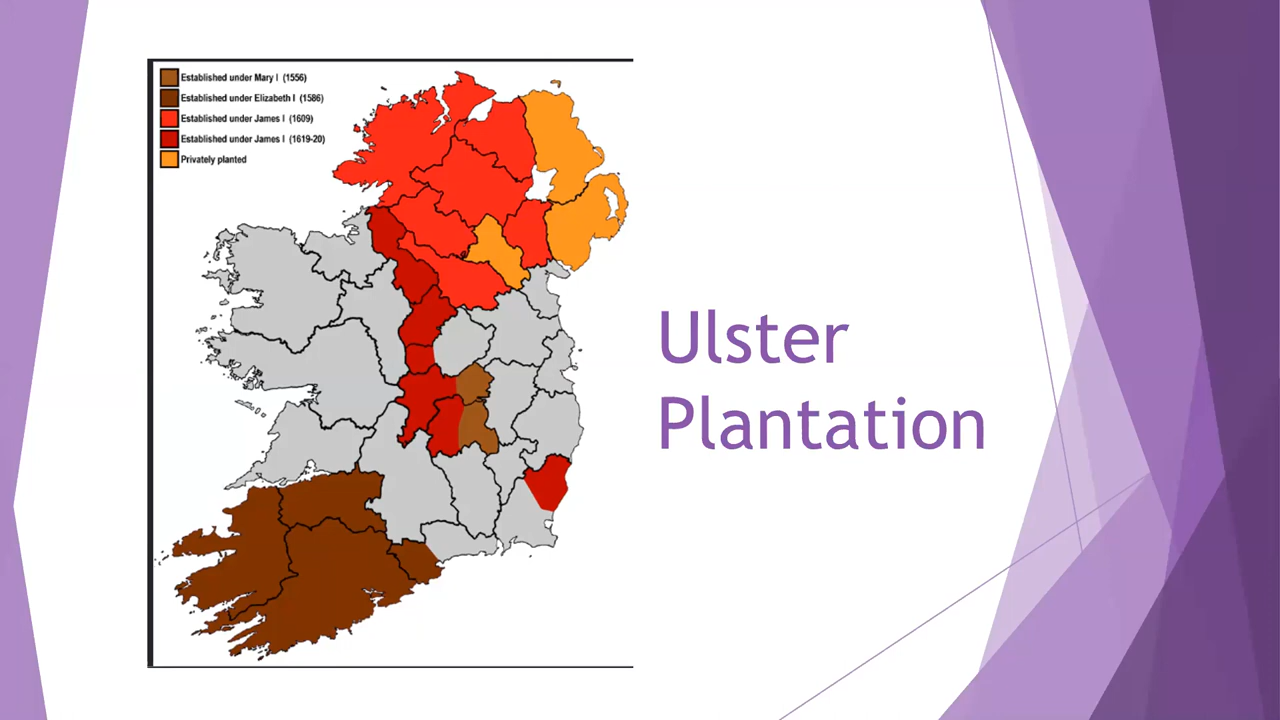 Established under Mary I (1556)
Established under Elizabeth I (1586)
Established under James I (1609)
Established under James I (1619-20)
Privately planted
Ulster
Plantation